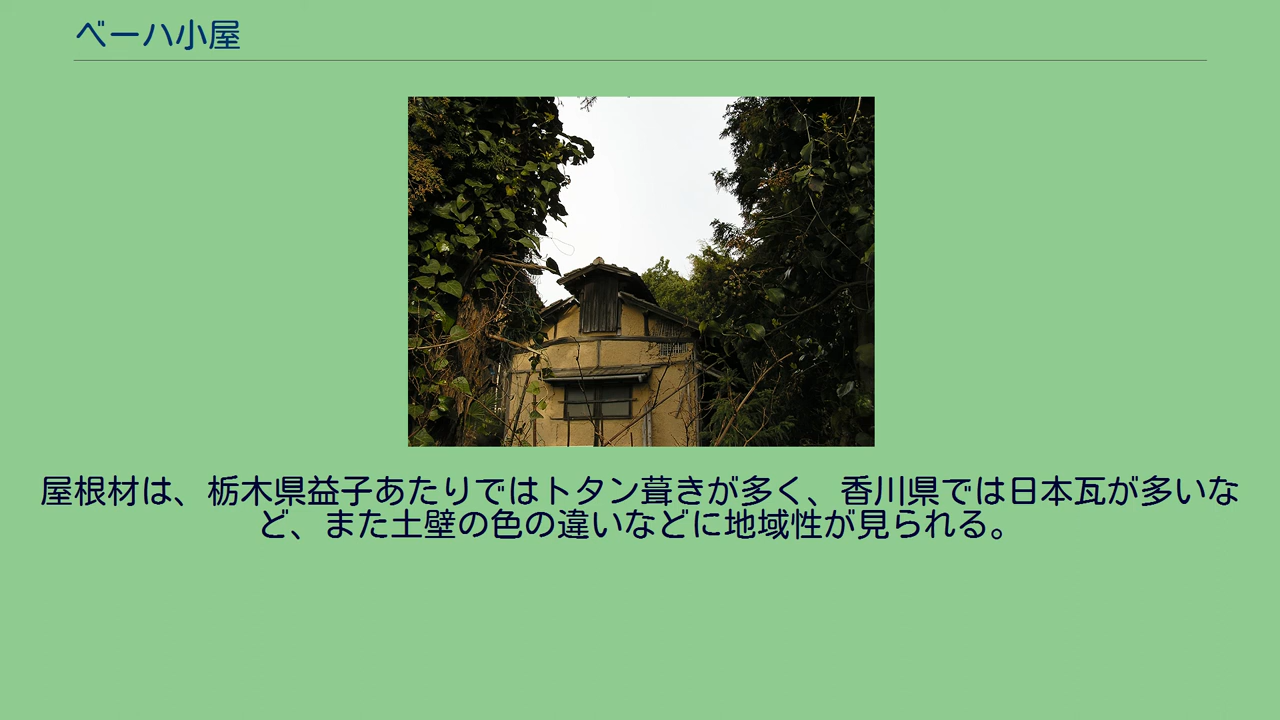 ベーハ小屋
屋根材は、栃木県益子あたりではトタン葺きが多く、香川県では日本瓦が多いな
ど、また土壁の色の違いなどに地域性が見られる。